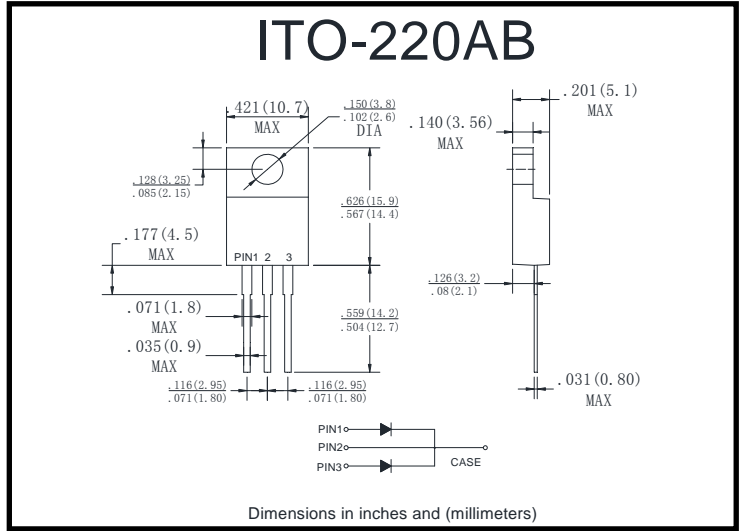 ITO-220AB
.421(10.7)
MAX
.150(3.8)
.102(2.6)
DIA
.201(5.1)
MAX
.140(3.56)
MAX
.128(3.25)
.085(2.15)
.626(15.9)
.567(14.4)
.177(4.5)
MAX
PIN1 2 3
.126(3.2)
.08(2.1)
.071(1.8)
MAX
.559(14.2)
.504(12.7)
.035(0.9)
MAX
.116(2.95)
.071(1.80)
.116(2.95)
.071(1.80)
.031(0.80)
MAX
PIN1
PIN2
PIN3
CASE
Dimensions in inches and (millimeters)